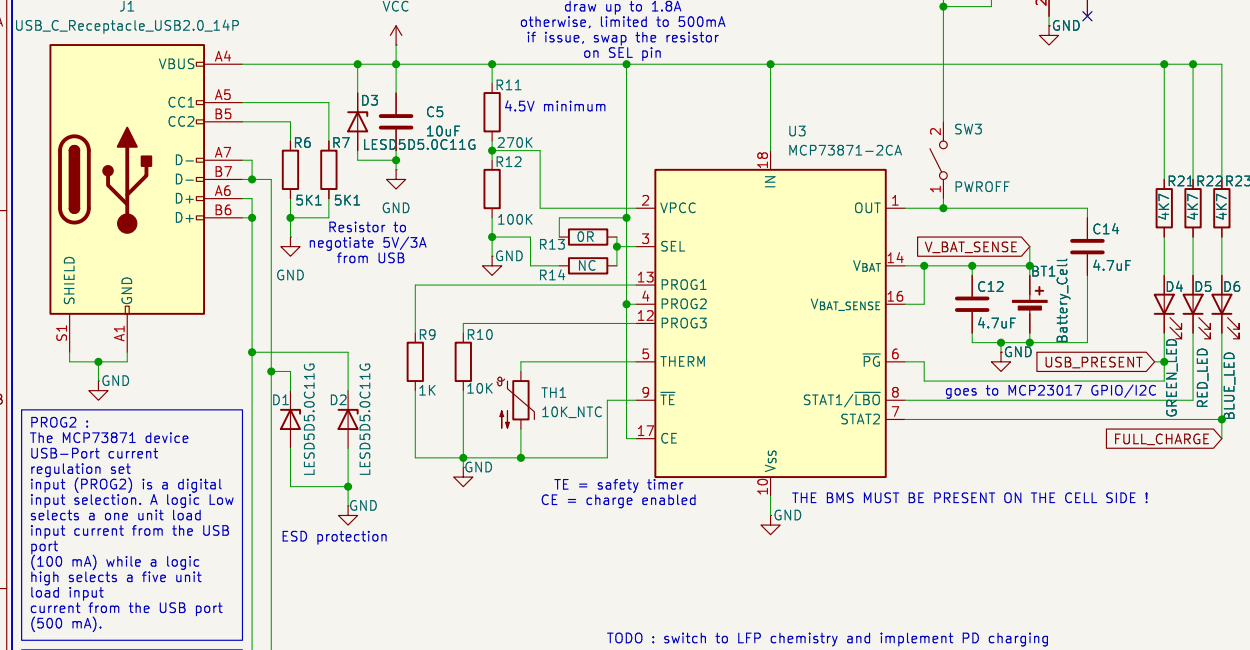 J1
USB_C_Receptacle_USB2.0_14P
VBUS
A4
CC1
A5
CC2
B5
D-
A7
D-
B7
D+
A6
D+
B6
SHIELD
GND
S1
A1
GND
R6
R7
5K1
5K1
GND
Resistor to
negotiate 5V/3A
from USB
VCC
D3
LESD5D5.0C11G
C5
10uF
GND
draw up to 1.8A
otherwise, limited to 500mA
if issue, swap the resistor
on SEL pin
R11
4.5V minimum
270K
R12
100K
GND
R13
0R
R14
NC
R9
1K
R10
10K
TH1
10K_NTC
GND
U3
MCP73871-2CA
18
IN
2
VPCC
3
SEL
13
PROG1
4
PROG2
12
PROG3
5
THERM
9
TE
17
CE
10
Vss
GND
OUT
1
VBAT
14
VBAT_SENSE
16
PG
6
STAT1/LBO
8
STAT2
7
TE = safety timer
CE = charge enabled
THE BMS MUST BE PRESENT ON THE CELL SIDE !
GND
2
SW3
1
PWROFF
V_BAT_SENSE
C14
4.7uF
BT1
Battery_Cell
C12
4.7uF
GND
USB_PRESENT
goes to MCP23017 GPIO/I2C
FULL_CHARGE
R21
R22
R23
4K7
4K7
4K7
D4
D5
D6
GREEN_LED
RED_LED
BLUE_LED
D1
LESD5D5.0C11G
D2
LESD5D5.0C11G
GND
ESD protection
PROG2 :
The MCP73871 device
USB-Port current
regulation set
input (PROG2) is a digital
input selection. A logic Low
selects a one unit load
input current from the USB
port
(100 mA) while a logic
high selects a five unit
load input
current from the USB port
(500 mA).
TODO : switch to LFP chemistry and implement PD charging